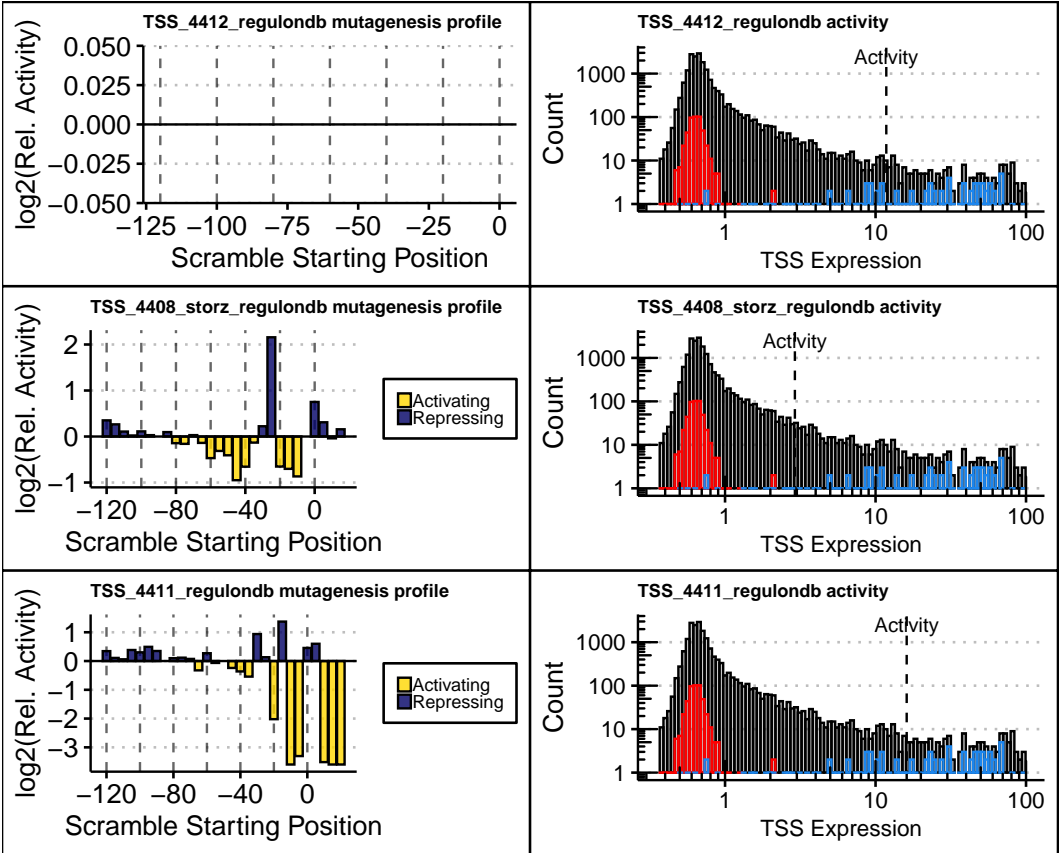 TSS_4412_regulondb mutagenesis profile
log2(Rel. Activity)
0.050
0.025
0.000
−0.025
−0.050
−125 −100 −75 −50 −25 0
Scramble Starting Position
TSS_4412_regulondb activity
Activity
Count
1000
100
10
1
1 10 100
TSS Expression
TSS_4408_storz_regulondb mutagenesis profile
log2(Rel. Activity)
2
1
0
−1
−120 −80 −40 0
Scramble Starting Position
Activating
Repressing
TSS_4408_storz_regulondb activity
Activity
Count
1000
100
10
1
1 10 100
TSS Expression
TSS_4411_regulondb mutagenesis profile
log2(Rel. Activity)
1
0
−1
−2
−3
−120 −80 −40 0
Scramble Starting Position
Activating
Repressing
TSS_4411_regulondb activity
Activity
Count
1000
100
10
1
1 10 100
TSS Expression